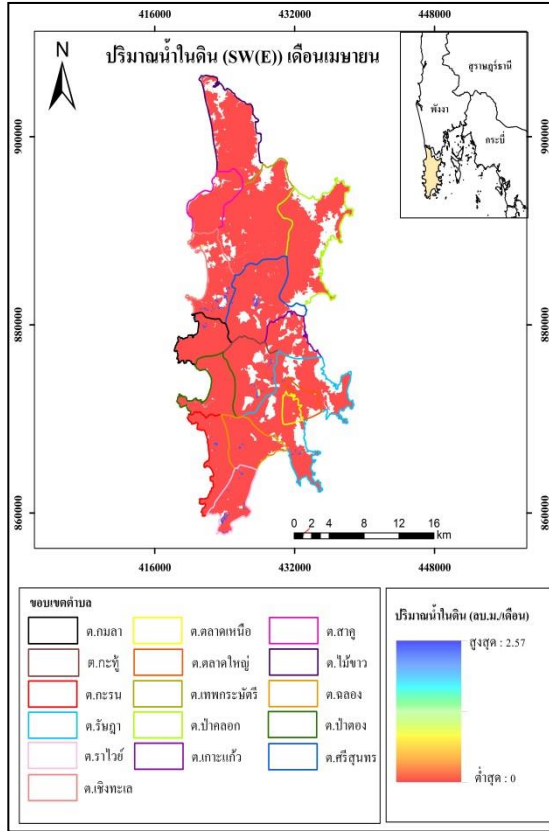 416000 432000 448000
N
ปริมาณน้ำในดิน (SW(E)) เดือนเมษายน
สุราษฎร์ธานี
พังงา
กระบี่
900000 900000
880000 880000
860000 860000
0 2 4 8 12 16
km
416000 432000 448000
ขอบเขตตำบล
ต.กมลา ต.ตลาดเหนือ ต.สาคู
ต.กะทู้ ต.ตลาดใหญ่ ต.ไม้ขาว
ต.กะรน ต.เทพกระษัตรี ต.ฉลอง
ต.รัษฎา ต.ป่าคลอก ต.ป่าตอง
ต.ราไวย์ ต.เกาะแก้ว ต.ศรีสุนทร
ต.เชิงทะเล
ปริมาณน้ำในดิน (ลบ.ม./เดือน)
สูงสุด : 2.57
ต่ำสุด : 0